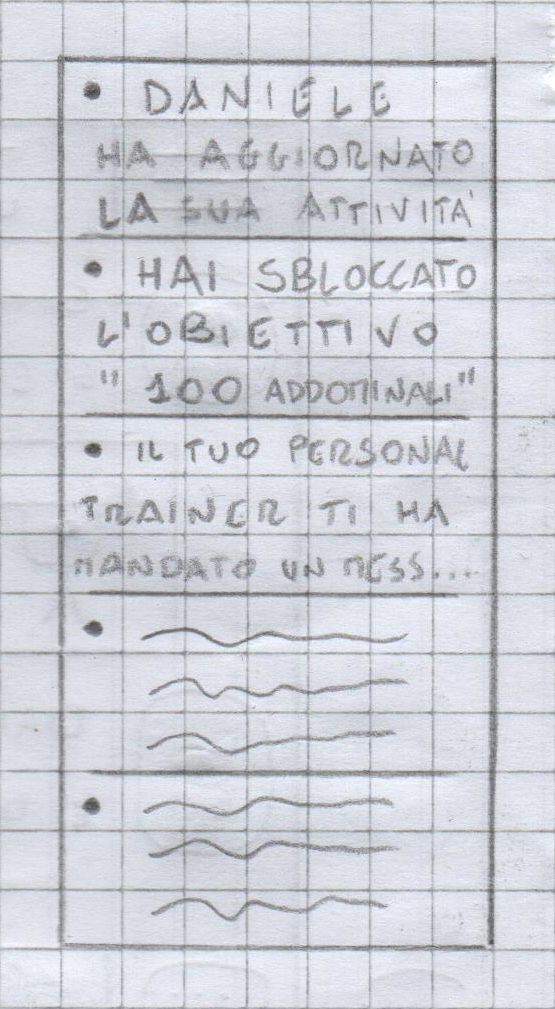 • DANIELE
HA AGGIORNATO
LA SUA ATTIVITÀ
• HAI SBLOCCATO
L'OBIETTIVO
"100 ADDOMINALI"
• IL TUO PERSONAL
TRAINER TI HA
MANDATO UN MESS...